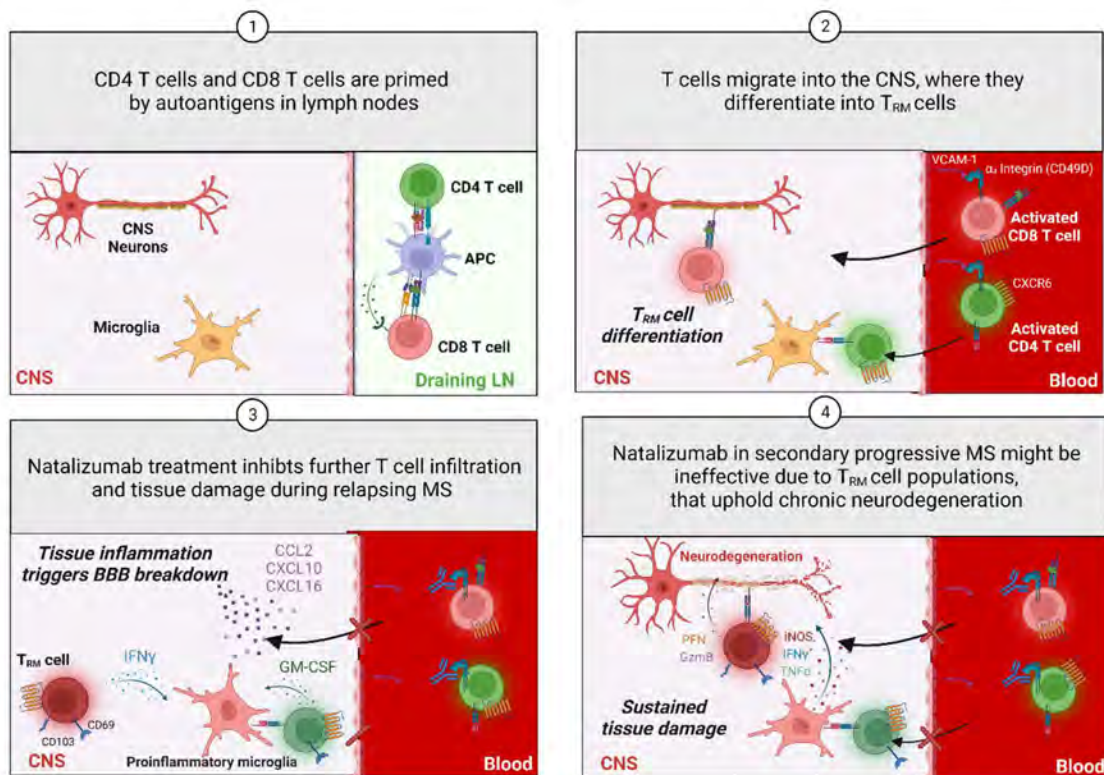 1
CD4 T cells and CD8 T cells are primed
by autoantigens in lymph nodes
CNS
Neurons
Microglia
CNS
CD4 T cell
APC
CD8 T cell
Draining LN
2
T cells migrate into the CNS, where they
differentiate into TRM cells
VCAM-1
α₄ Integrin (CD49D)
Activated
CD8 T cell
CXCR6
TRM cell
differentiation
Activated
CD4 T cell
CNS
Blood
3
Natalizumab treatment inhibts further T cell infiltration
and tissue damage during relapsing MS
Tissue inflammation
triggers BBB breakdown
CCL2
CXCL10
CXCL16
TRM cell
IFNγ
GM-CSF
CD69
CD103
CNS
Proinflammatory microglia
Blood
4
Natalizumab in secondary progressive MS might be
ineffective due to TRM cell populations,
that uphold chronic neurodegeneration
Neurodegeneration
PFN
GzmB
iNOS
IFNγ
TNFα
Sustained
tissue damage
CNS
Blood